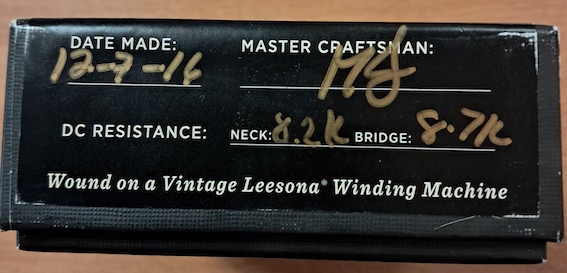 DATE MADE: MASTER CRAFTSMAN:
12-7-16 MJ
DC RESISTANCE: NECK: 8.2K BRIDGE: 8.7K
Wound on a Vintage Leesona® Winding Machine